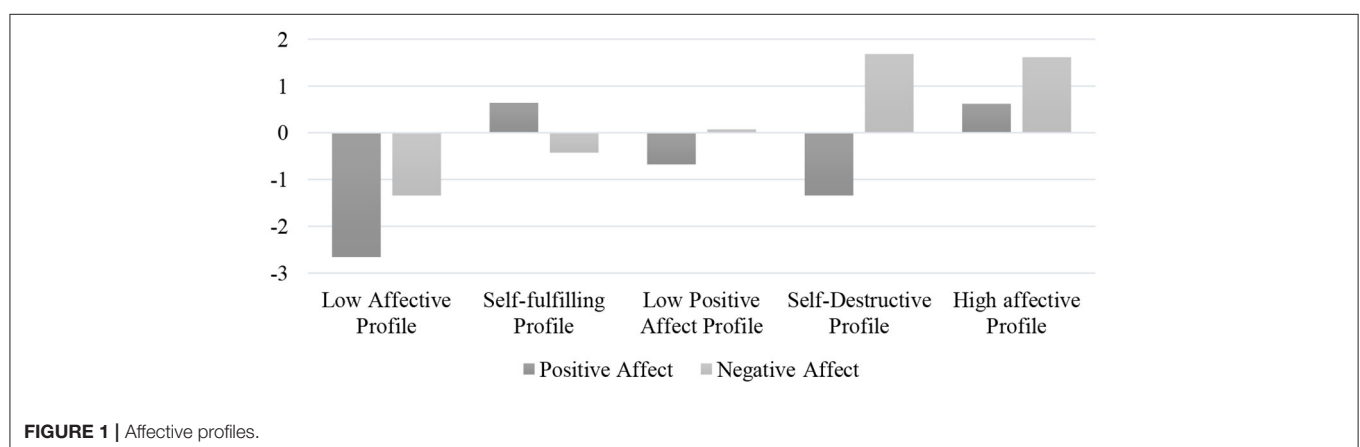 2
1
0
-1
-2
-3
Low Affective Self-fulfilling Low Positive Self-Destructive High affective
Profile Profile Affect Profile Profile Profile
Positive Affect Negative Affect
FIGURE 1 | Affective profiles.